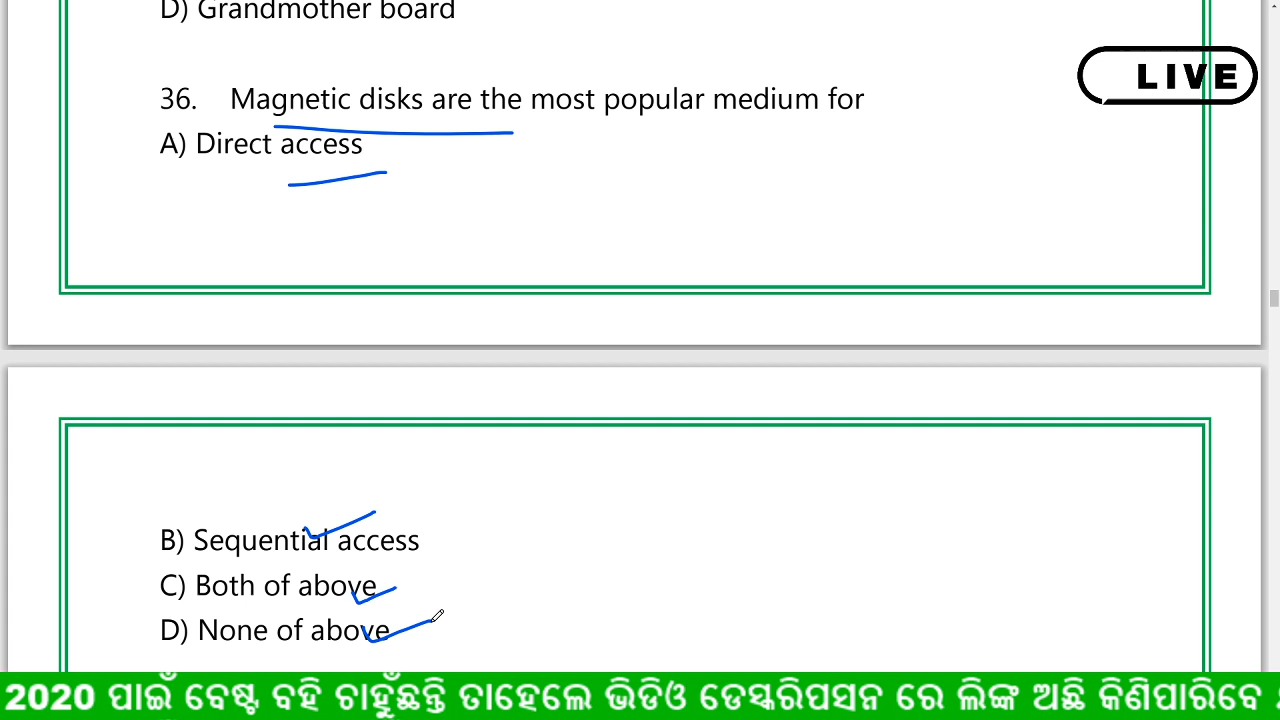 D) Grandmother board
LIVE
36. Magnetic disks are the most popular medium for
A) Direct access
B) Sequential access
C) Both of above
D) None of above
2020 ପାଇଁ ବେଷ୍ଟ ବହି ଚାହୁଁଛନ୍ତି ତାହେଲେ ଭିଡିଓ ଡେସ୍କରିପସନ ରେ ଲିଙ୍କ ଅଛି କିଣିପାରିବେ